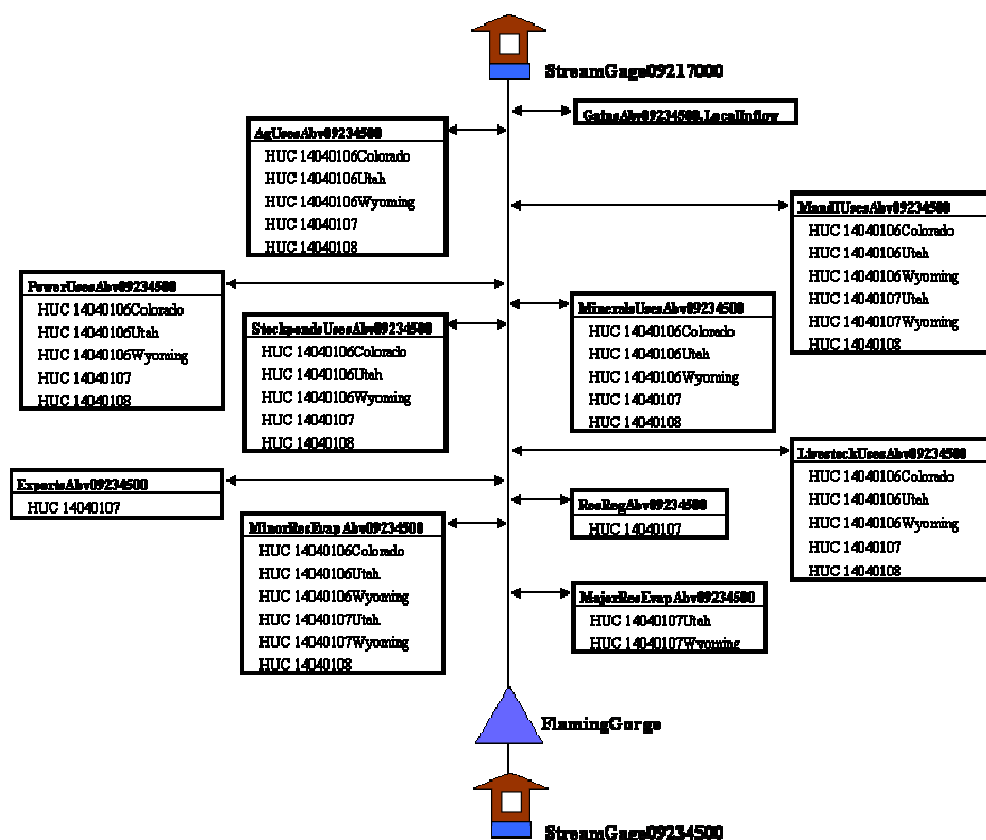 StreamGage09217000
GainsAbv09234500.LocalInflow
AgUsesAbv09234500
HUC 14040106Colorado
HUC 14040106Utah
HUC 14040106Wyoming
HUC 14040107
HUC 14040108
MandIUsesAbv09234500
HUC 14040106Colorado
HUC 14040106Utah
HUC 14040106Wyoming
HUC 14040107Utah
HUC 14040107Wyoming
HUC 14040108
PowerUsesAbv09234500
HUC 14040106Colorado
HUC 14040106Utah
HUC 14040106Wyoming
HUC 14040107
HUC 14040108
MineralsUsesAbv09234500
HUC 14040106Colorado
HUC 14040106Utah
HUC 14040106Wyoming
HUC 14040107
HUC 14040108
StockpondsUsesAbv09234500
HUC 14040106Colorado
HUC 14040106Utah
HUC 14040106Wyoming
HUC 14040107
HUC 14040108
LivestockUsesAbv09234500
HUC 14040106Colorado
HUC 14040106Utah
HUC 14040106Wyoming
HUC 14040107
HUC 14040108
ExportsAbv09234500
HUC 14040107
ResRegAbv09234500
HUC 14040107
MinorResEvapAbv09234500
HUC 14040106Colorado
HUC 14040106Utah
HUC 14040106Wyoming
HUC 14040107Utah
HUC 14040107Wyoming
HUC 14040108
MajorResEvapAbv09234500
HUC 14040107Utah
HUC 14040107Wyoming
FlamingGorge
StreamGage09234500